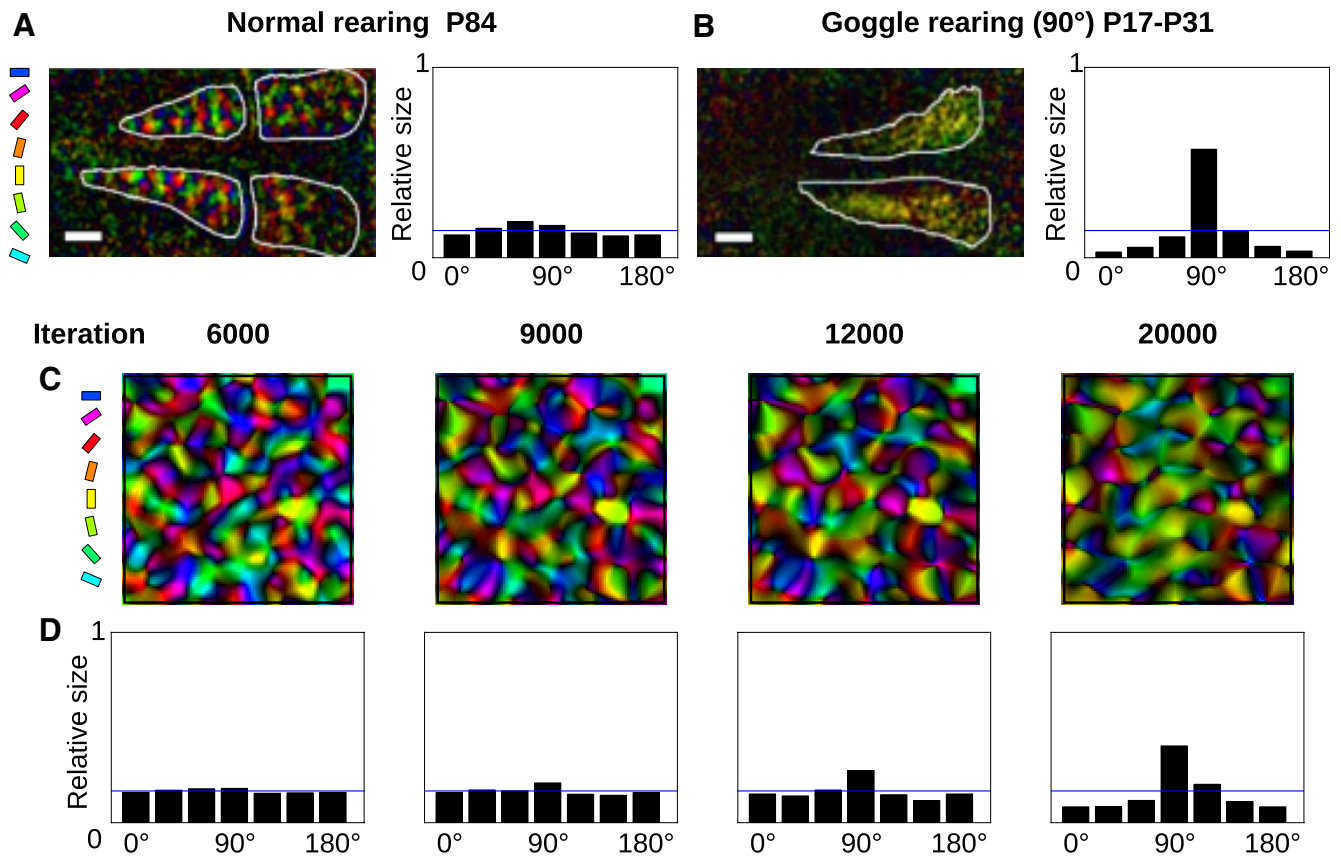 A Normal rearing P84
B Goggle rearing (90°) P17-P31
1
Relative size
0
0° 90° 180°
1
Relative size
0
0° 90° 180°
Iteration 6000 9000 12000 20000
C
D
1
Relative size
0
0° 90° 180°
0° 90° 180°
0° 90° 180°
0° 90° 180°